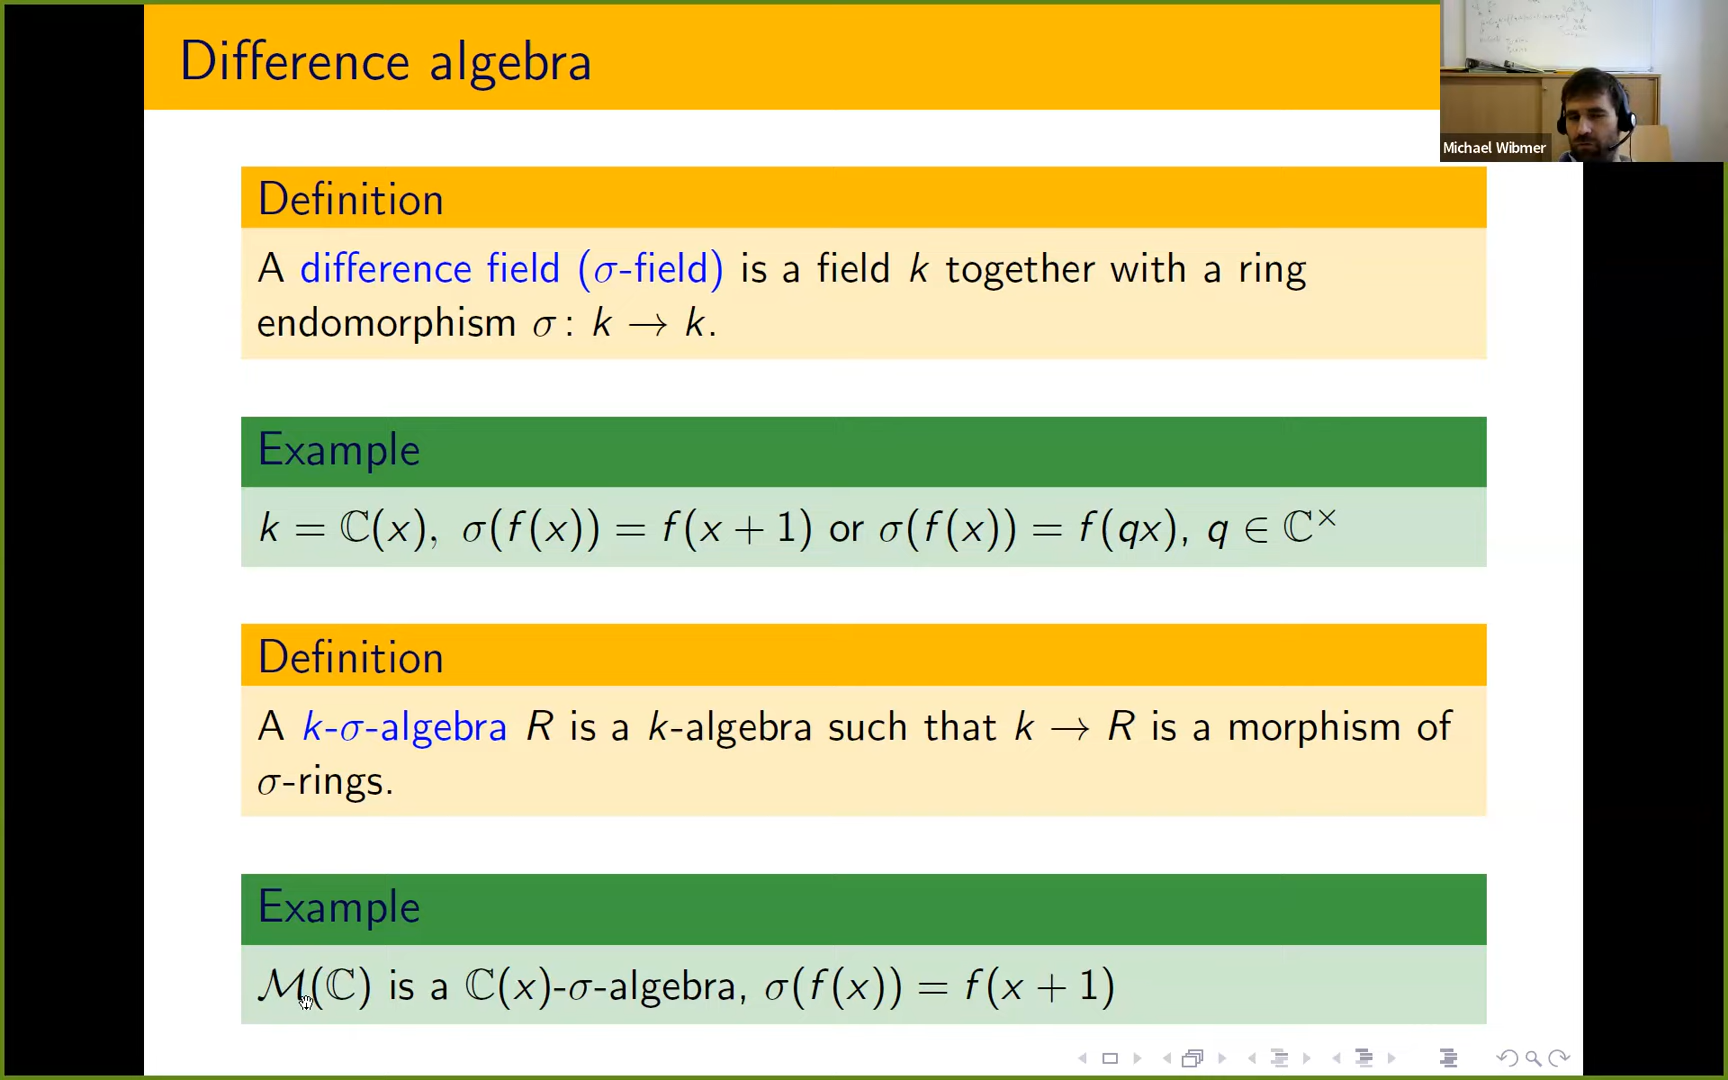 Difference algebra
Michael Wibmer
Definition
A difference field (σ-field) is a field k together with a ring
endomorphism σ: k → k.
Example
k = ℂ(x), σ(f(x)) = f(x + 1) or σ(f(x)) = f(qx), q ∈ ℂ×
Definition
A k-σ-algebra R is a k-algebra such that k → R is a morphism of
σ-rings.
Example
ℳ(ℂ) is a ℂ(x)-σ-algebra, σ(f(x)) = f(x + 1)